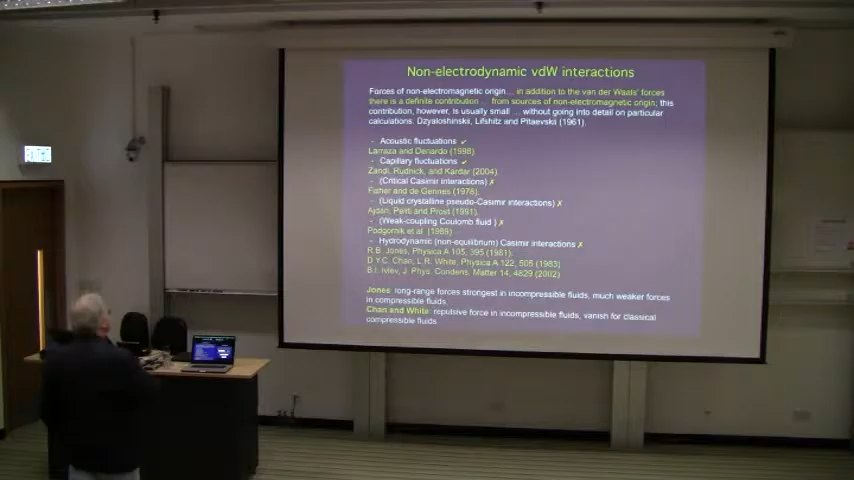 Non-electrodynamic vdW interactions
Forces of non-electromagnetic origin ... in addition to the van der Waals' forces
there is a definite contribution ... from sources of non-electromagnetic origin; this
contribution, however, is usually small ... without going into detail on particular
calculations. Dzyaloshinskii, Lifshitz and Pitaevskii (1961).
- Acoustic fluctuations ✓
Larraza and Denardo (1998)
- Capillary fluctuations ✓
Zandi, Rudnick, and Kardar (2004)
- (Critical Casimir interactions) ✗
Fisher and de Gennes (1978).
- (Liquid crystalline pseudo-Casimir interactions) ✗
Ajdari, Peliti and Prost (1991).
- (Weak-coupling Coulomb fluid ) ✗
Podgornik et al. (1989)
- Hydrodynamic (non-equilibrium) Casimir interactions ✗
R.B. Jones, Physica A 105, 395 (1981).
D.Y.C. Chan, L.R. White, Physica A 122, 505 (1983)
B.I. Ivlev, J. Phys. Condens. Matter 14, 4829 (2002)
Jones: long-range forces strongest in incompressible fluids, much weaker forces
in compressible fluids.
Chan and White: repulsive force in incompressible fluids, vanish for classical
compressible fluids